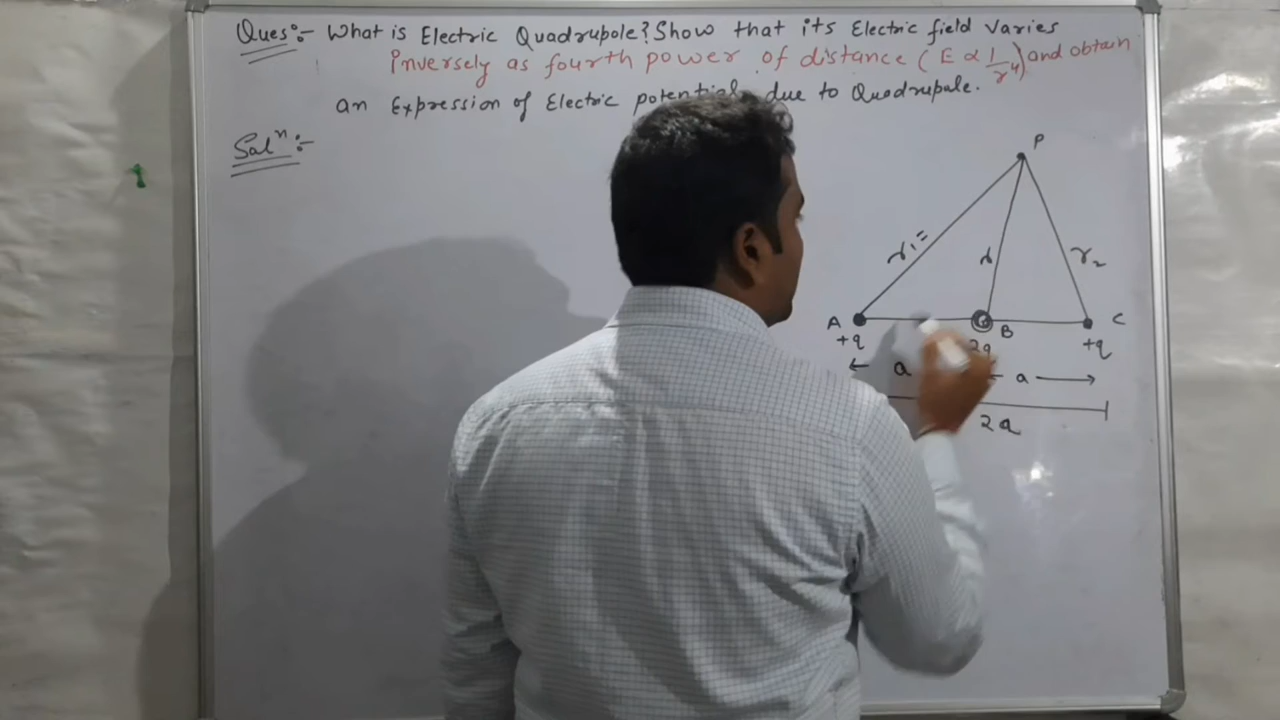 Ques:- What is Electric Quadrupole? Show that its Electric field Varies
Inversely as fourth power of distance (E ∝ 1/r⁴) and obtain
an Expression of Electric potential due to Quadrupole.
Solⁿ:-
P
r₁=
r
r₂
A
B
C
+q
2q
+q
← a
a →
2a